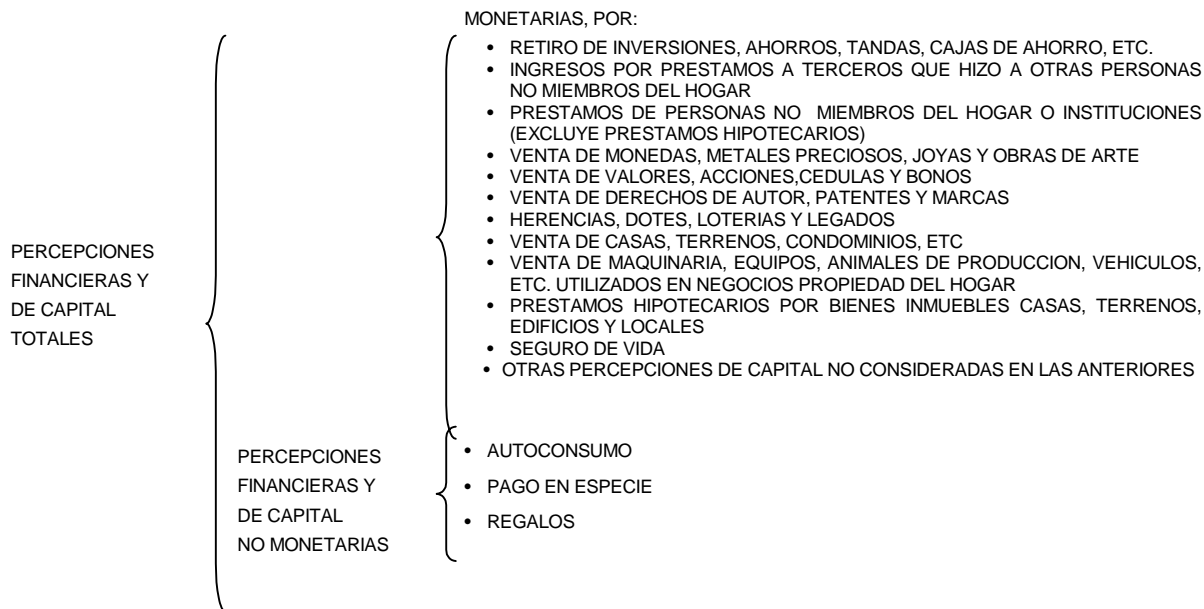 MONETARIAS, POR:
• RETIRO DE INVERSIONES, AHORROS, TANDAS, CAJAS DE AHORRO, ETC.
• INGRESOS POR PRESTAMOS A TERCEROS QUE HIZO A OTRAS PERSONAS
NO MIEMBROS DEL HOGAR
• PRESTAMOS DE PERSONAS NO MIEMBROS DEL HOGAR O INSTITUCIONES
(EXCLUYE PRESTAMOS HIPOTECARIOS)
• VENTA DE MONEDAS, METALES PRECIOSOS, JOYAS Y OBRAS DE ARTE
• VENTA DE VALORES, ACCIONES,CEDULAS Y BONOS
• VENTA DE DERECHOS DE AUTOR, PATENTES Y MARCAS
• HERENCIAS, DOTES, LOTERIAS Y LEGADOS
• VENTA DE CASAS, TERRENOS, CONDOMINIOS, ETC
• VENTA DE MAQUINARIA, EQUIPOS, ANIMALES DE PRODUCCION, VEHICULOS,
ETC. UTILIZADOS EN NEGOCIOS PROPIEDAD DEL HOGAR
• PRESTAMOS HIPOTECARIOS POR BIENES INMUEBLES CASAS, TERRENOS,
EDIFICIOS Y LOCALES
• SEGURO DE VIDA
• OTRAS PERCEPCIONES DE CAPITAL NO CONSIDERADAS EN LAS ANTERIORES
PERCEPCIONES
FINANCIERAS Y
DE CAPITAL
TOTALES
PERCEPCIONES
FINANCIERAS Y
DE CAPITAL
NO MONETARIAS
• AUTOCONSUMO
• PAGO EN ESPECIE
• REGALOS